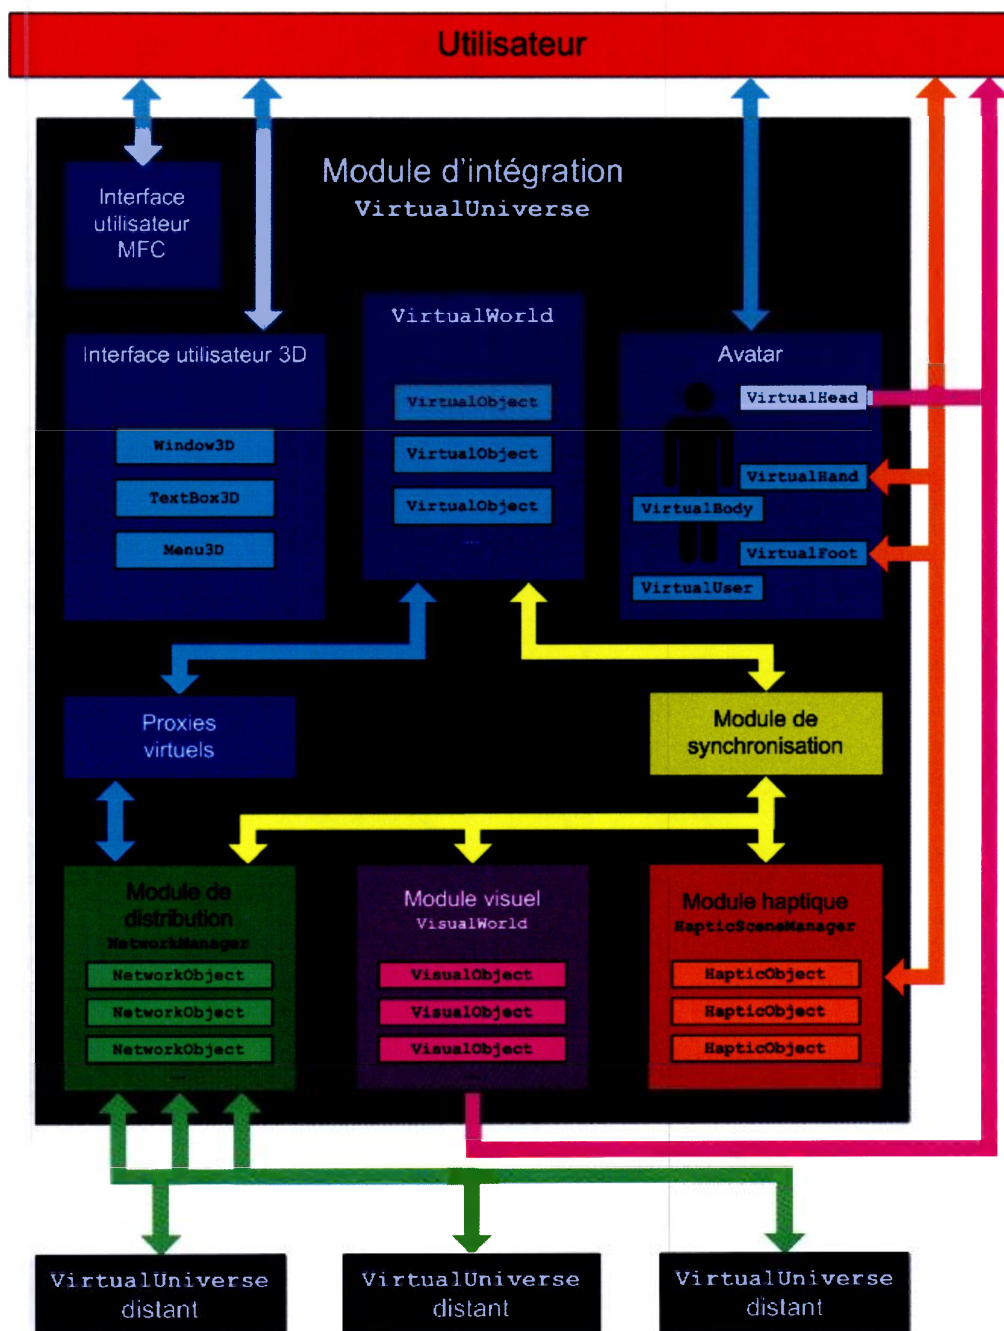 Utilisateur
Module d'intégration
VirtualUniverse
Interface
utilisateur
MFC
Interface utilisateur 3D
Window3D
TextBox3D
Menu3D
VirtualWorld
VirtualObject
VirtualObject
VirtualObject
...
Avatar
VirtualHead
VirtualHand
VirtualBody
VirtualFoot
VirtualUser
Proxies
virtuels
Module de
synchronisation
Module de
distribution
NetworkManager
NetworkObject
NetworkObject
NetworkObject
...
Module visuel
VisualWorld
VisualObject
VisualObject
VisualObject
...
Module haptique
HapticSceneManager
HapticObject
HapticObject
HapticObject
VirtualUniverse
distant
VirtualUniverse
distant
VirtualUniverse
distant